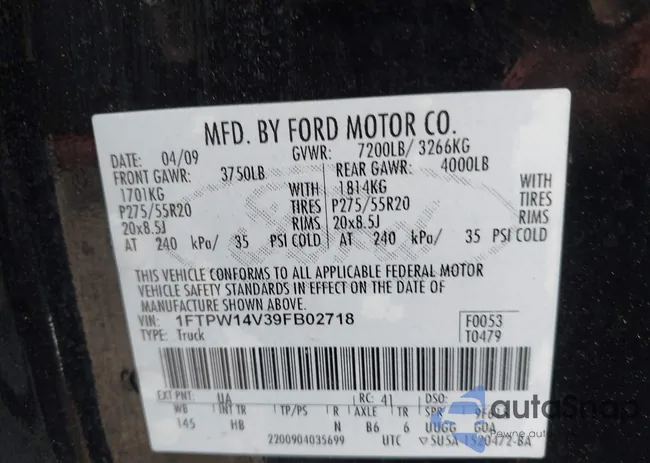 MFD. BY FORD MOTOR CO.
DATE: 04/09 GVWR: 7200LB/ 3266KG
FRONT GAWR: 3750LB REAR GAWR: 4000LB
1701KG WITH 1814KG WITH
P275/55R20 TIRES P275/55R20 TIRES
20x8.5J RIMS 20x8.5J RIMS
AT 240 kPa/ 35 PSI COLD AT 240 kPa/ 35 PSI COLD
THIS VEHICLE CONFORMS TO ALL APPLICABLE FEDERAL MOTOR
VEHICLE SAFETY STANDARDS IN EFFECT ON THE DATE OF
MANUFACTURE SHOWN ABOVE.
VIN: 1FTPW14V39FB02718 F0053
TYPE: Truck T0479
EXT PNT: UA RC: 41 DSO:
WB INT TR TP/PS R AXLE TR SPR
145 HB N B6 6 UUGG GOA
2200904035699 UTC 5U5A 1520472-BA
autoSnap